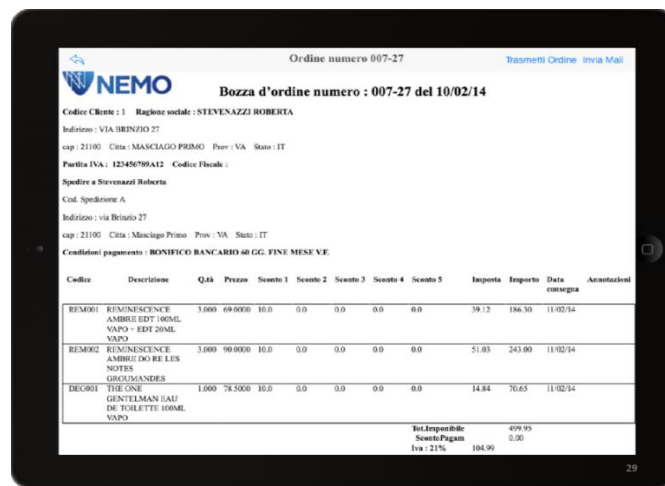 Ordine numero 007-27 Trasmetti Ordine Invia Mail
NEMO
Bozza d'ordine numero : 007-27 del 10/02/14
Codice Cliente : 1 Ragione sociale : STEVENAZZI ROBERTA
Indirizzo : VIA BRINZIO 27
cap : 21100 Citta : MASCIAGO PRIMO Prov : VA Stato : IT
Partita IVA : 123456789A12 Codice Fiscale :
Spedire a Stevenazzi Roberta
Cod. Spedizione A
Indirizzo : via Brinzio 27
cap : 21100 Citta : Masciago Primo Prov : VA Stato : IT
Condizioni pagamento : BONIFICO BANCARIO 60 GG. FINE MESE V.F.
Codice Descrizione Q.tà Prezzo Sconto 1 Sconto 2 Sconto 3 Sconto 4 Sconto 5 Imposta Importo Data Annotazioni
consegna
REM001 REMINESCENCE 3.000 69.0000 10.0 0.0 0.0 0.0 0.0 39.12 186.30 11/02/14
AMBRE EDT 100ML
VAPO + EDT 20ML
VAPO
REM002 REMINESCENCE 3.000 90.0000 10.0 0.0 0.0 0.0 0.0 51.03 243.00 11/02/14
AMBRE DO RE LES
NOTES
GROUMANDES
DEG001 THE ONE 1.000 78.5000 10.0 0.0 0.0 0.0 0.0 14.84 70.65 11/02/14
GENTELMAN EAU
DE TOILETTE 100ML
VAPO
Tot.Imponibile 499.95
ScontoPagam 0.00
Iva : 21% 104.99
29